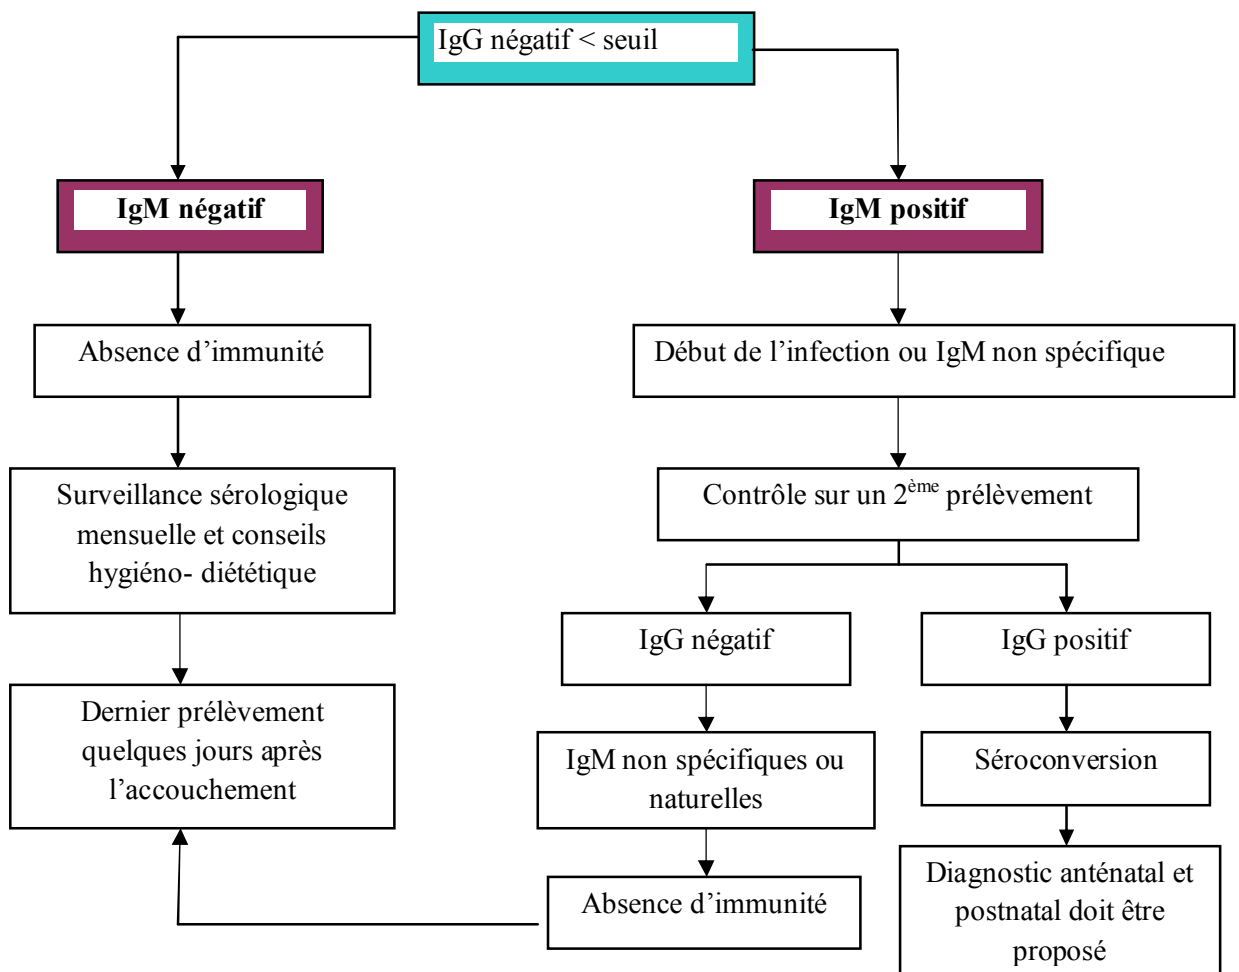 IgG négatif < seuil
IgM négatif
IgM positif
Absence d’immunité
Début de l’infection ou IgM non spécifique
Surveillance sérologique
mensuelle et conseils
hygiéno- diététique
Contrôle sur un 2ème prélèvement
IgG négatif
IgG positif
Dernier prélèvement
quelques jours après
l’accouchement
IgM non spécifiques ou
naturelles
Séroconversion
Absence d’immunité
Diagnostic anténatal et
postnatal doit être
proposé